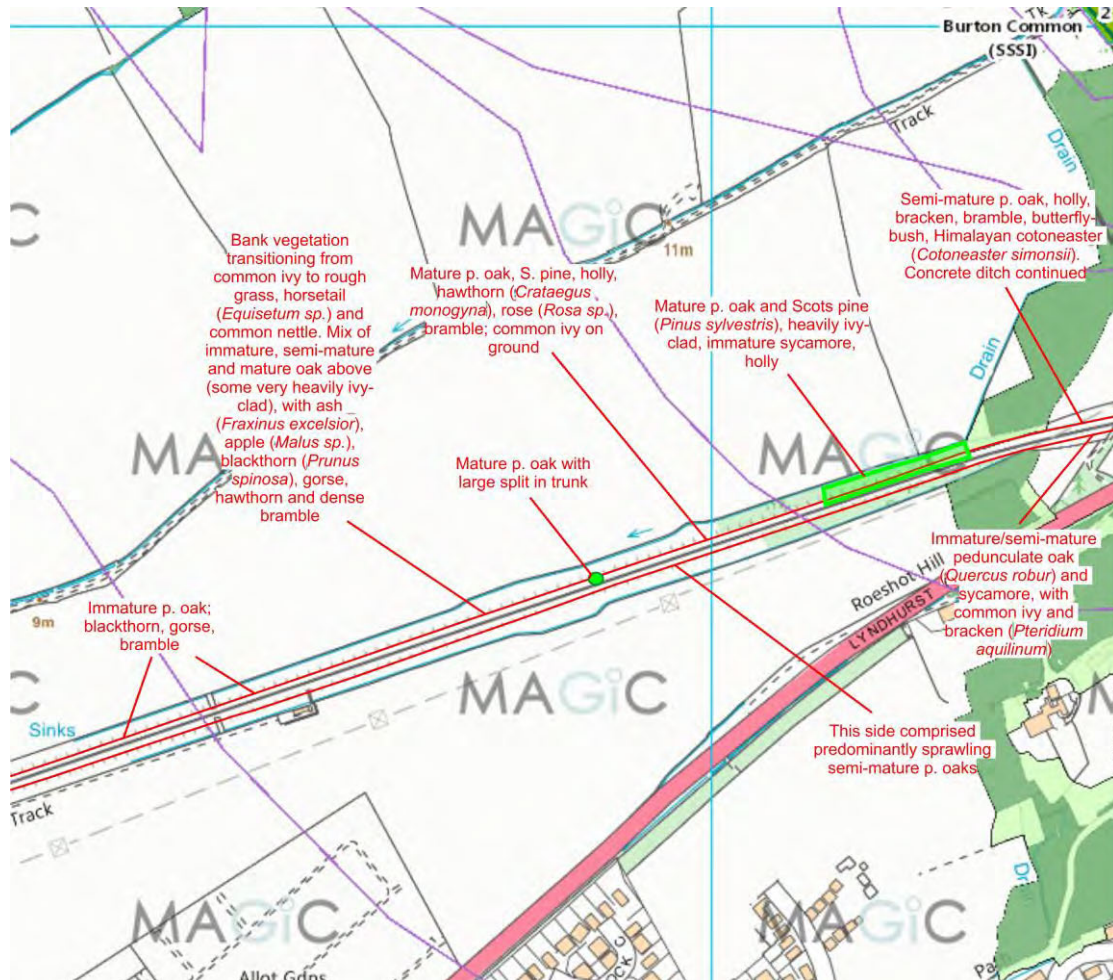 Burton Common
(SSSI)
Track
Drain
11m
Semi-mature p. oak, holly,
bracken, bramble, butterfly-
bush, Himalayan cotoneaster
(Cotoneaster simonsii).
Concrete ditch continued
MAGiC
MAGiC
Bank vegetation
transitioning from
common ivy to rough
grass, horsetail
(Equisetum sp.) and
common nettle. Mix of
immature, semi-mature
and mature oak above
(some very heavily ivy-
clad), with ash
(Fraxinus excelsior),
apple (Malus sp.),
blackthorn (Prunus
spinosa), gorse,
hawthorn and dense
bramble
Mature p. oak, S. pine, holly,
hawthorn (Crataegus
monogyna), rose (Rosa sp.),
bramble; common ivy on
ground
Mature p. oak and Scots pine
(Pinus sylvestris), heavily ivy-
clad, immature sycamore,
holly
Drain
MAGiC
MAGiC
MAGiC
Mature p. oak with
large split in trunk
Immature/semi-mature
pedunculate oak
(Quercus robur) and
sycamore, with
common ivy and
bracken (Pteridium
aquilinum)
Roeshot Hill
LYNDHURST
9m
Immature p. oak;
blackthorn, gorse,
bramble
MAGiC
MAGiC
Sinks
This side comprised
predominantly sprawling
semi-mature p. oaks
Track
MAGiC
MAGiC
MAGiC
Allot Gdns